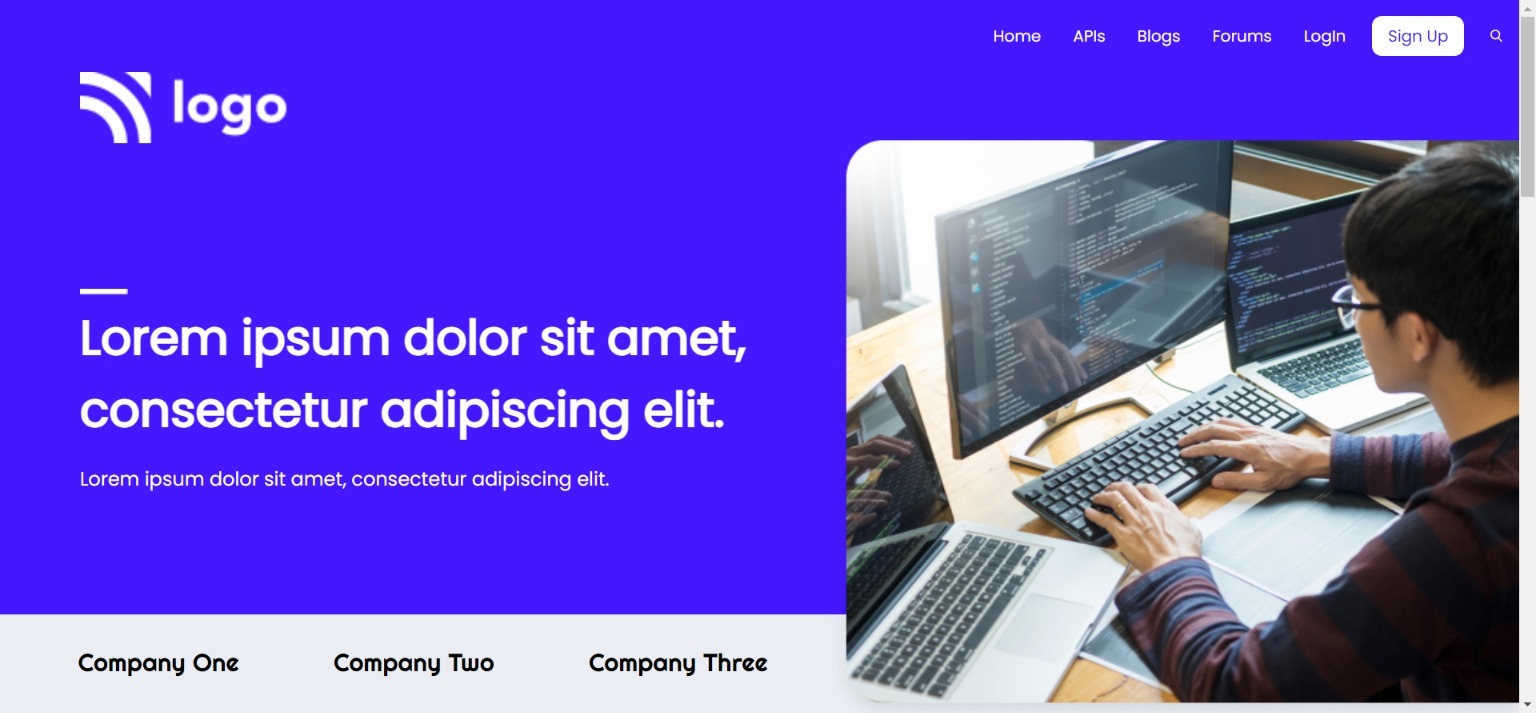 Home APIs Blogs Forums LogIn Sign Up
logo
Lorem ipsum dolor sit amet,
consectetur adipiscing elit.
Lorem ipsum dolor sit amet, consectetur adipiscing elit.
Company One Company Two Company Three